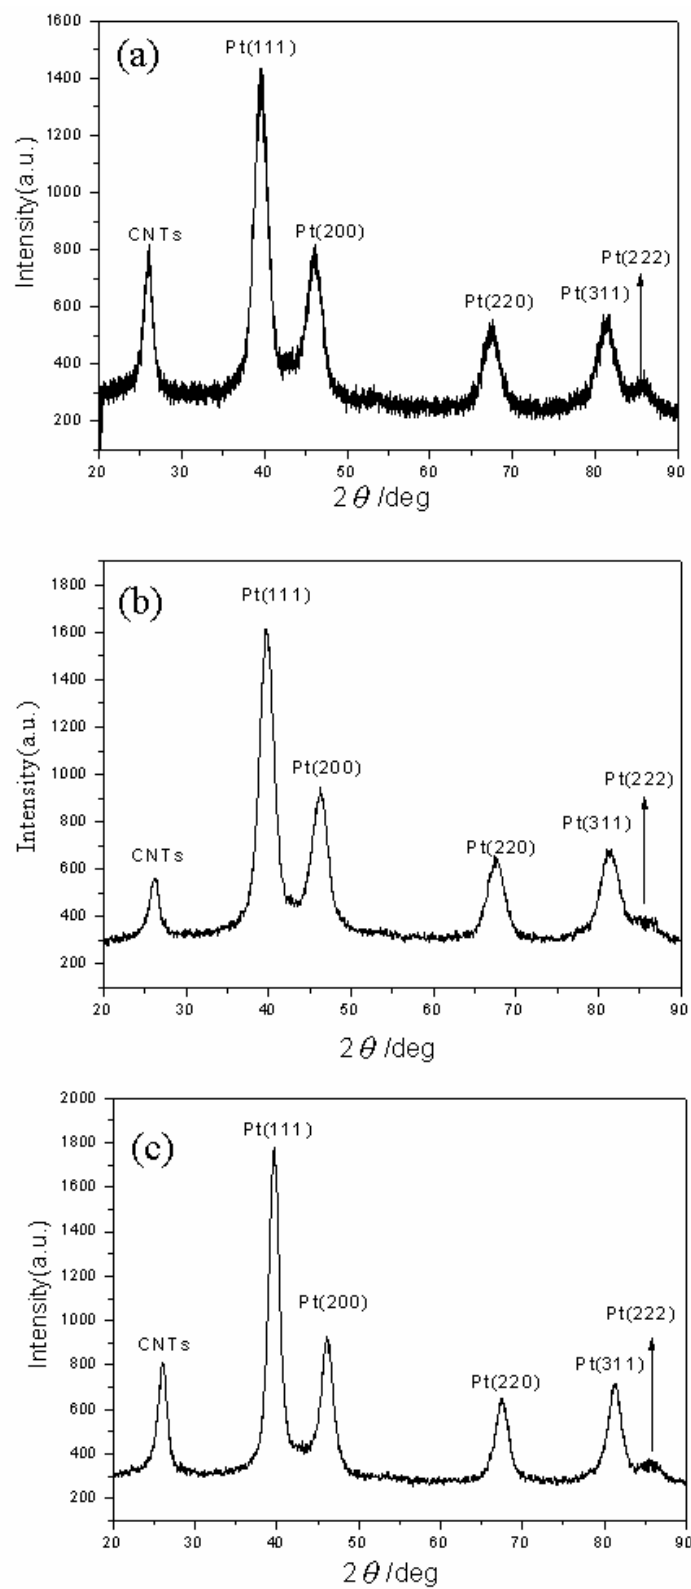 (a)
Pt(111)
CNTs
Pt(200)
Pt(222)
Pt(220)
Pt(311)
Intensity(a.u.)
1600
1400
1200
1000
800
600
400
200
20 30 40 50 60 70 80 90
2θ/deg
(b)
Pt(111)
Pt(200)
Pt(222)
Pt(311)
CNTs
Pt(220)
Intensity(a.u.)
1800
1600
1400
1200
1000
800
600
400
200
20 30 40 50 60 70 80 90
2θ/deg
(c)
Pt(111)
Pt(200)
Pt(222)
CNTs
Pt(311)
Pt(220)
Intensity(a.u.)
2000
1800
1600
1400
1200
1000
800
600
400
200
20 30 40 46 60 70 80 90
2θ/deg